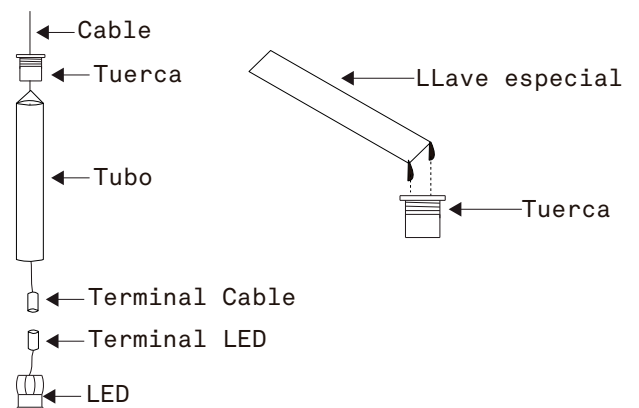 Cable
Tuerca
Tubo
Terminal Cable
Terminal LED
LED
LLave especial
Tuerca